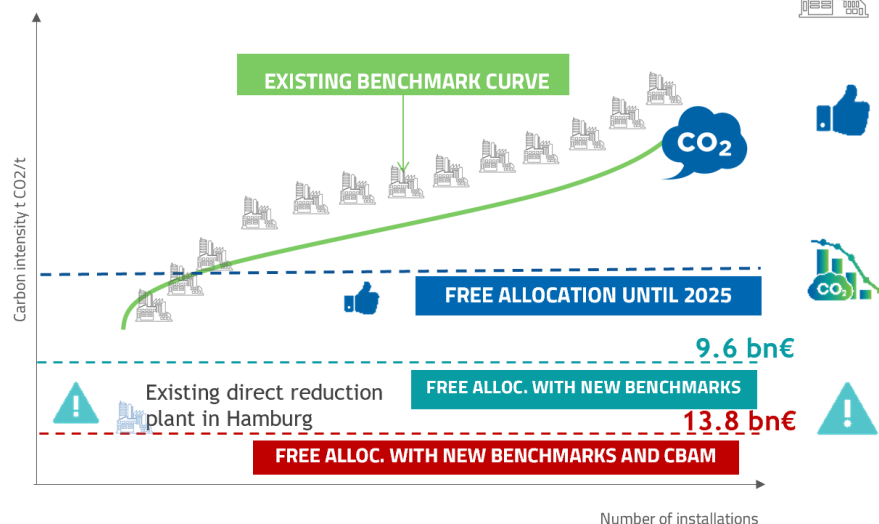 EXISTING BENCHMARK CURVE
CO2
Carbon intensity t CO2/t
FREE ALLOCATION UNTIL 2025
CO2
9.6 bn€
FREE ALLOC. WITH NEW BENCHMARKS
Existing direct reduction
plant in Hamburg
13.8 bn€
FREE ALLOC. WITH NEW BENCHMARKS AND CBAM
Number of installations